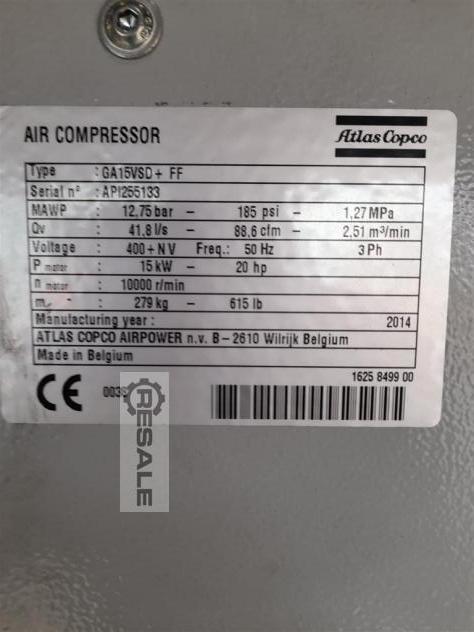 AIR COMPRESSOR
Atlas Copco
Type : GA15VSD+ FF
Serial n° : API255133
MAWP : 12,75 bar – 185 psi – 1,27 MPa
Qv : 41,8 l/s – 88,6 cfm – 2,51 m³/min
Voltage : 400+N V Freq.: 50 Hz 3 Ph
P motor : 15 kW – 20 hp
n motor : 10000 r/min
m : 279 kg – 615 lb
Manufacturing year : 2014
ATLAS COPCO AIRPOWER n.v. B–2610 Wilrijk Belgium
Made in Belgium
1625 8499 00
CE
RESALE